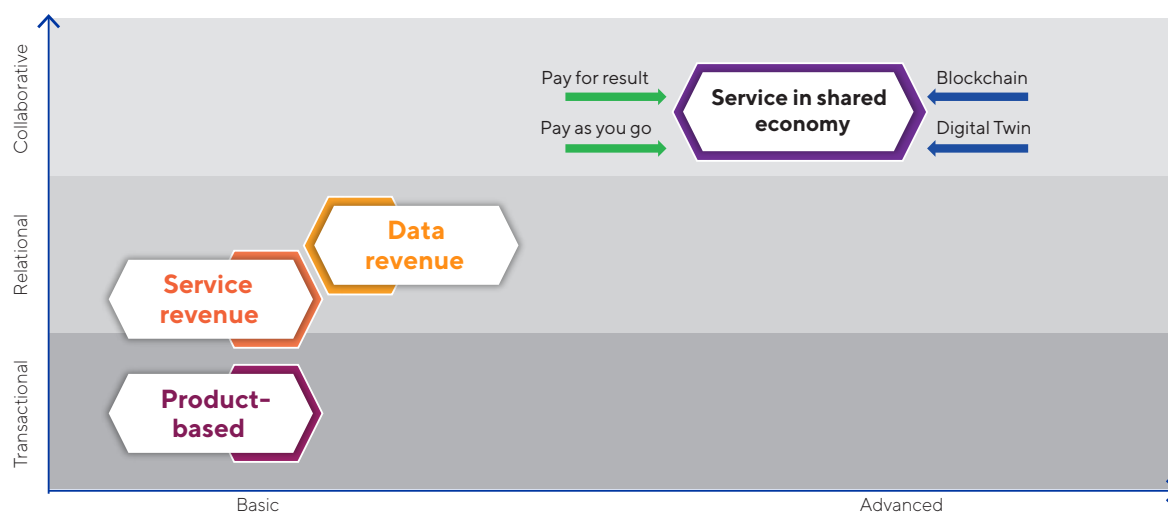 Collaborative
Pay for result
Pay as you go
Service in shared
economy
Blockchain
Digital Twin
Relational
Data
revenue
Service
revenue
Transactional
Product-
based
Basic
Advanced